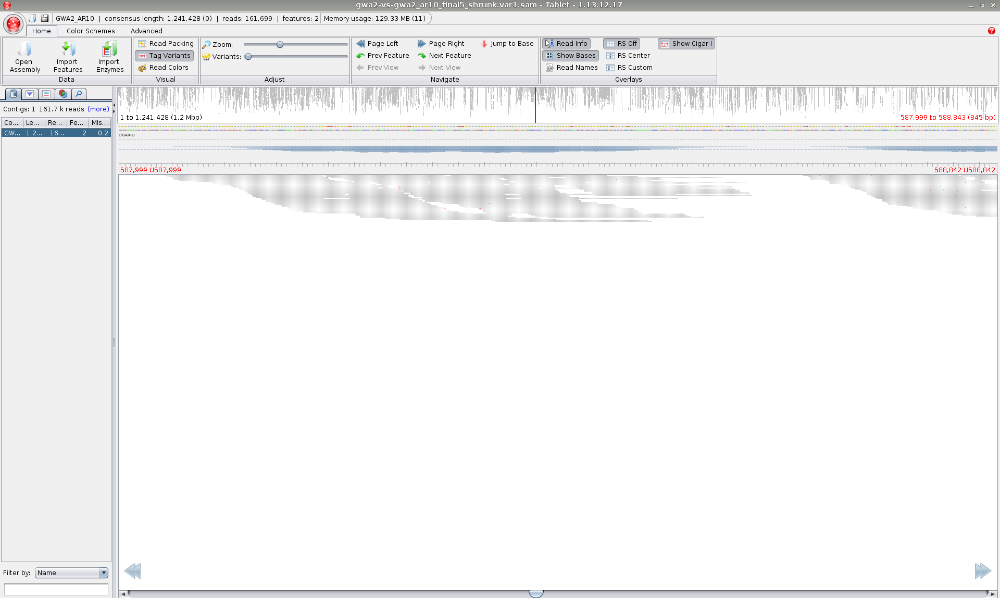 gwa2-vs-gwa2_ar10_final5_shrunk.var1.sam - Tablet - 1.13.12.17
GWA2_AR10 | consensus length: 1,241,428 (0) | reads: 161,699 | features: 2 Memory usage: 129.33 MB (11)
Home Color Schemes Advanced
Open Assembly
Import Features
Import Enzymes
Data
Read Packing
Tag Variants
Read Colors
Visual
Zoom:
Variants:
Adjust
Page Left Page Right Jump to Base
Prev Feature Next Feature
Prev View Next View
Navigate
Read Info RS Off Show Cigar-I
Show Bases RS Center
Read Names RS Custom
Overlays
Contigs: 1 161.7 k reads (more)
Co... Le... Re... Fe... Mis...
GW... 1,2... 16... 2 0.2
Filter by: Name
1 to 1,241,428 (1.2 Mbp) 587,999 to 588,843 (845 bp)
CIGAR-D
587,999 U587,999 588,842 U588,842